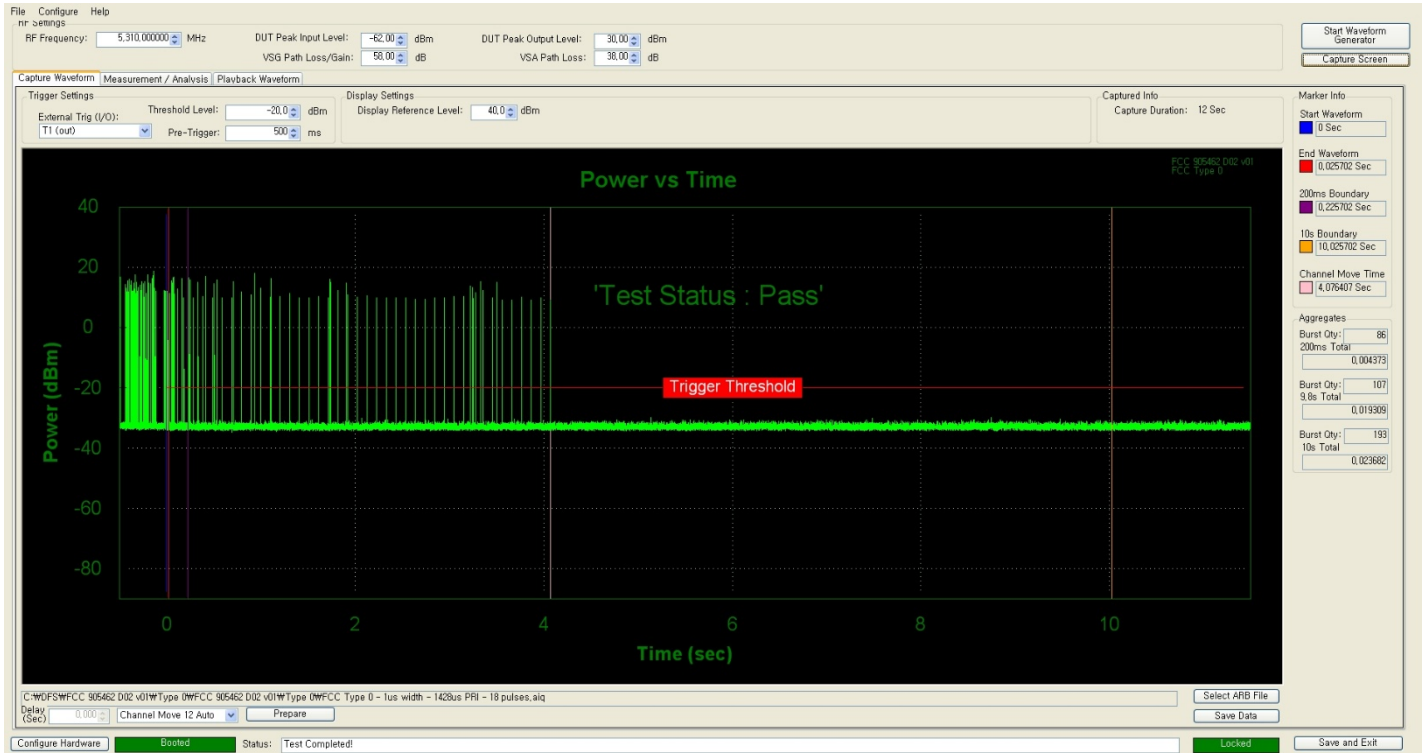 File Configure Help
RF Settings
RF Frequency: 5,310,000000 MHz DUT Peak Input Level: -62,00 dBm DUT Peak Output Level: 30,00 dBm
VSG Path Loss/Gain: 58,00 dB VSA Path Loss: 38,00 dB
Start Waveform Generator
Capture Screen
Capture Waveform Measurement / Analysis Playback Waveform
Trigger Settings
External Trig (I/O): Threshold Level: -20,0 dBm
T1 (out) Pre-Trigger: 500 ms
Display Settings
Display Reference Level: 40,0 dBm
Captured Info
Capture Duration: 12 Sec
FCC 905462 D02 v01
FCC Type 0
Power vs Time
40
20
0
-20
-40
-60
-80
Power (dBm)
'Test Status : Pass'
Trigger Threshold
0 2 4 6 8 10
Time (sec)
Marker Info
Start Waveform
0 Sec
End Waveform
0,025702 Sec
200ms Boundary
0,225702 Sec
10s Boundary
10,025702 Sec
Channel Move Time
4,076407 Sec
Aggregates
Burst Qty: 86
200ms Total
0,004373
Burst Qty: 107
9,8s Total
0,019309
Burst Qty: 193
10s Total
0,023682
C:₩DFS₩FCC 905462 D02 v01₩Type 0₩FCC 905462 D02 v01₩Type 0₩FCC Type 0 - 1us width - 1428us PRI - 18 pulses,aiq
Select ARB File
Delay (Sec) 0,000 Channel Move 12 Auto Prepare
Save Data
Configure Hardware Booted Status: Test Completed! Locked Save and Exit